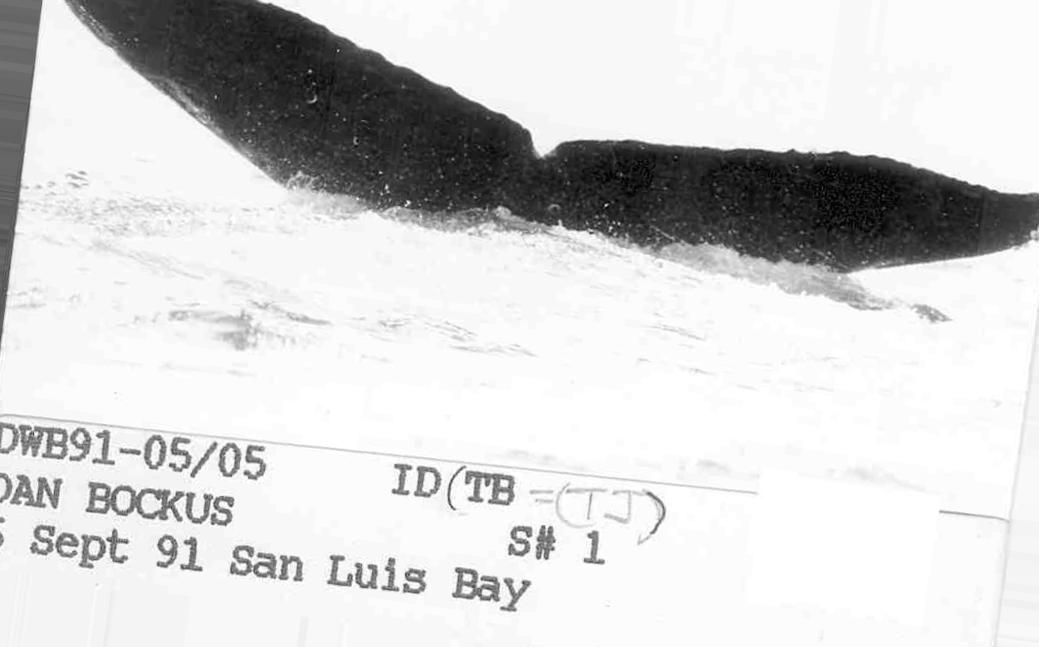 DWB91-05/05 ID(TB =(TJ)
DAN BOCKUS S# 1
Sept 91 San Luis Bay